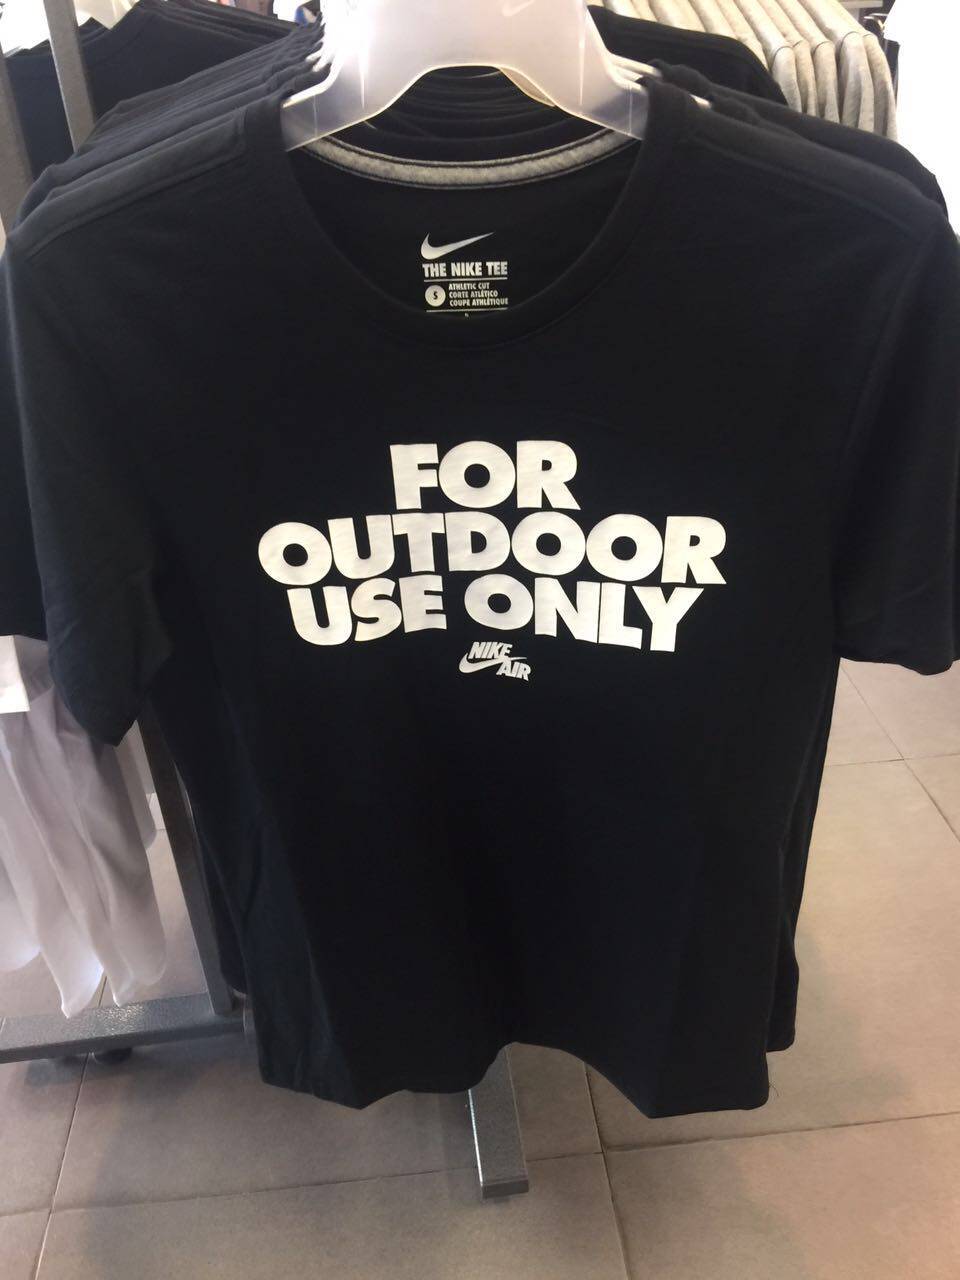 THE NIKE TEE
S
ATHLETIC CUT
CORTE ATLÉTICO
COUPE ATHLÉTIQUE
FOR
OUTDOOR
USE ONLY
NIKE
AIR